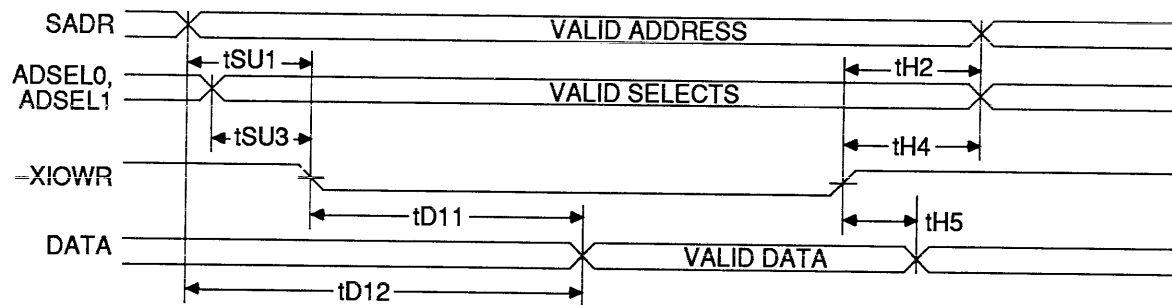 SADR
VALID ADDRESS
tSU1
tH2
ADSEL0,
ADSEL1
VALID SELECTS
tSU3
tH4
–XIOWR
tD11
tH5
DATA
VALID DATA
tD12